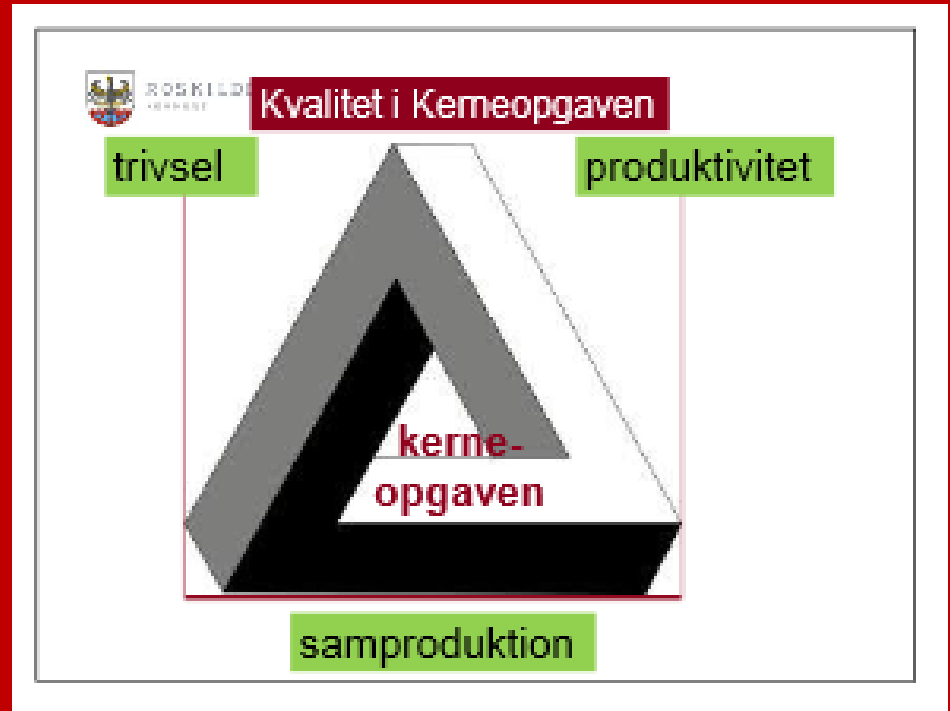 ROSKILDE
Kvalitet i Kerneopgaven
trivsel
produktivitet
kerne-
opgaven
samproduktion